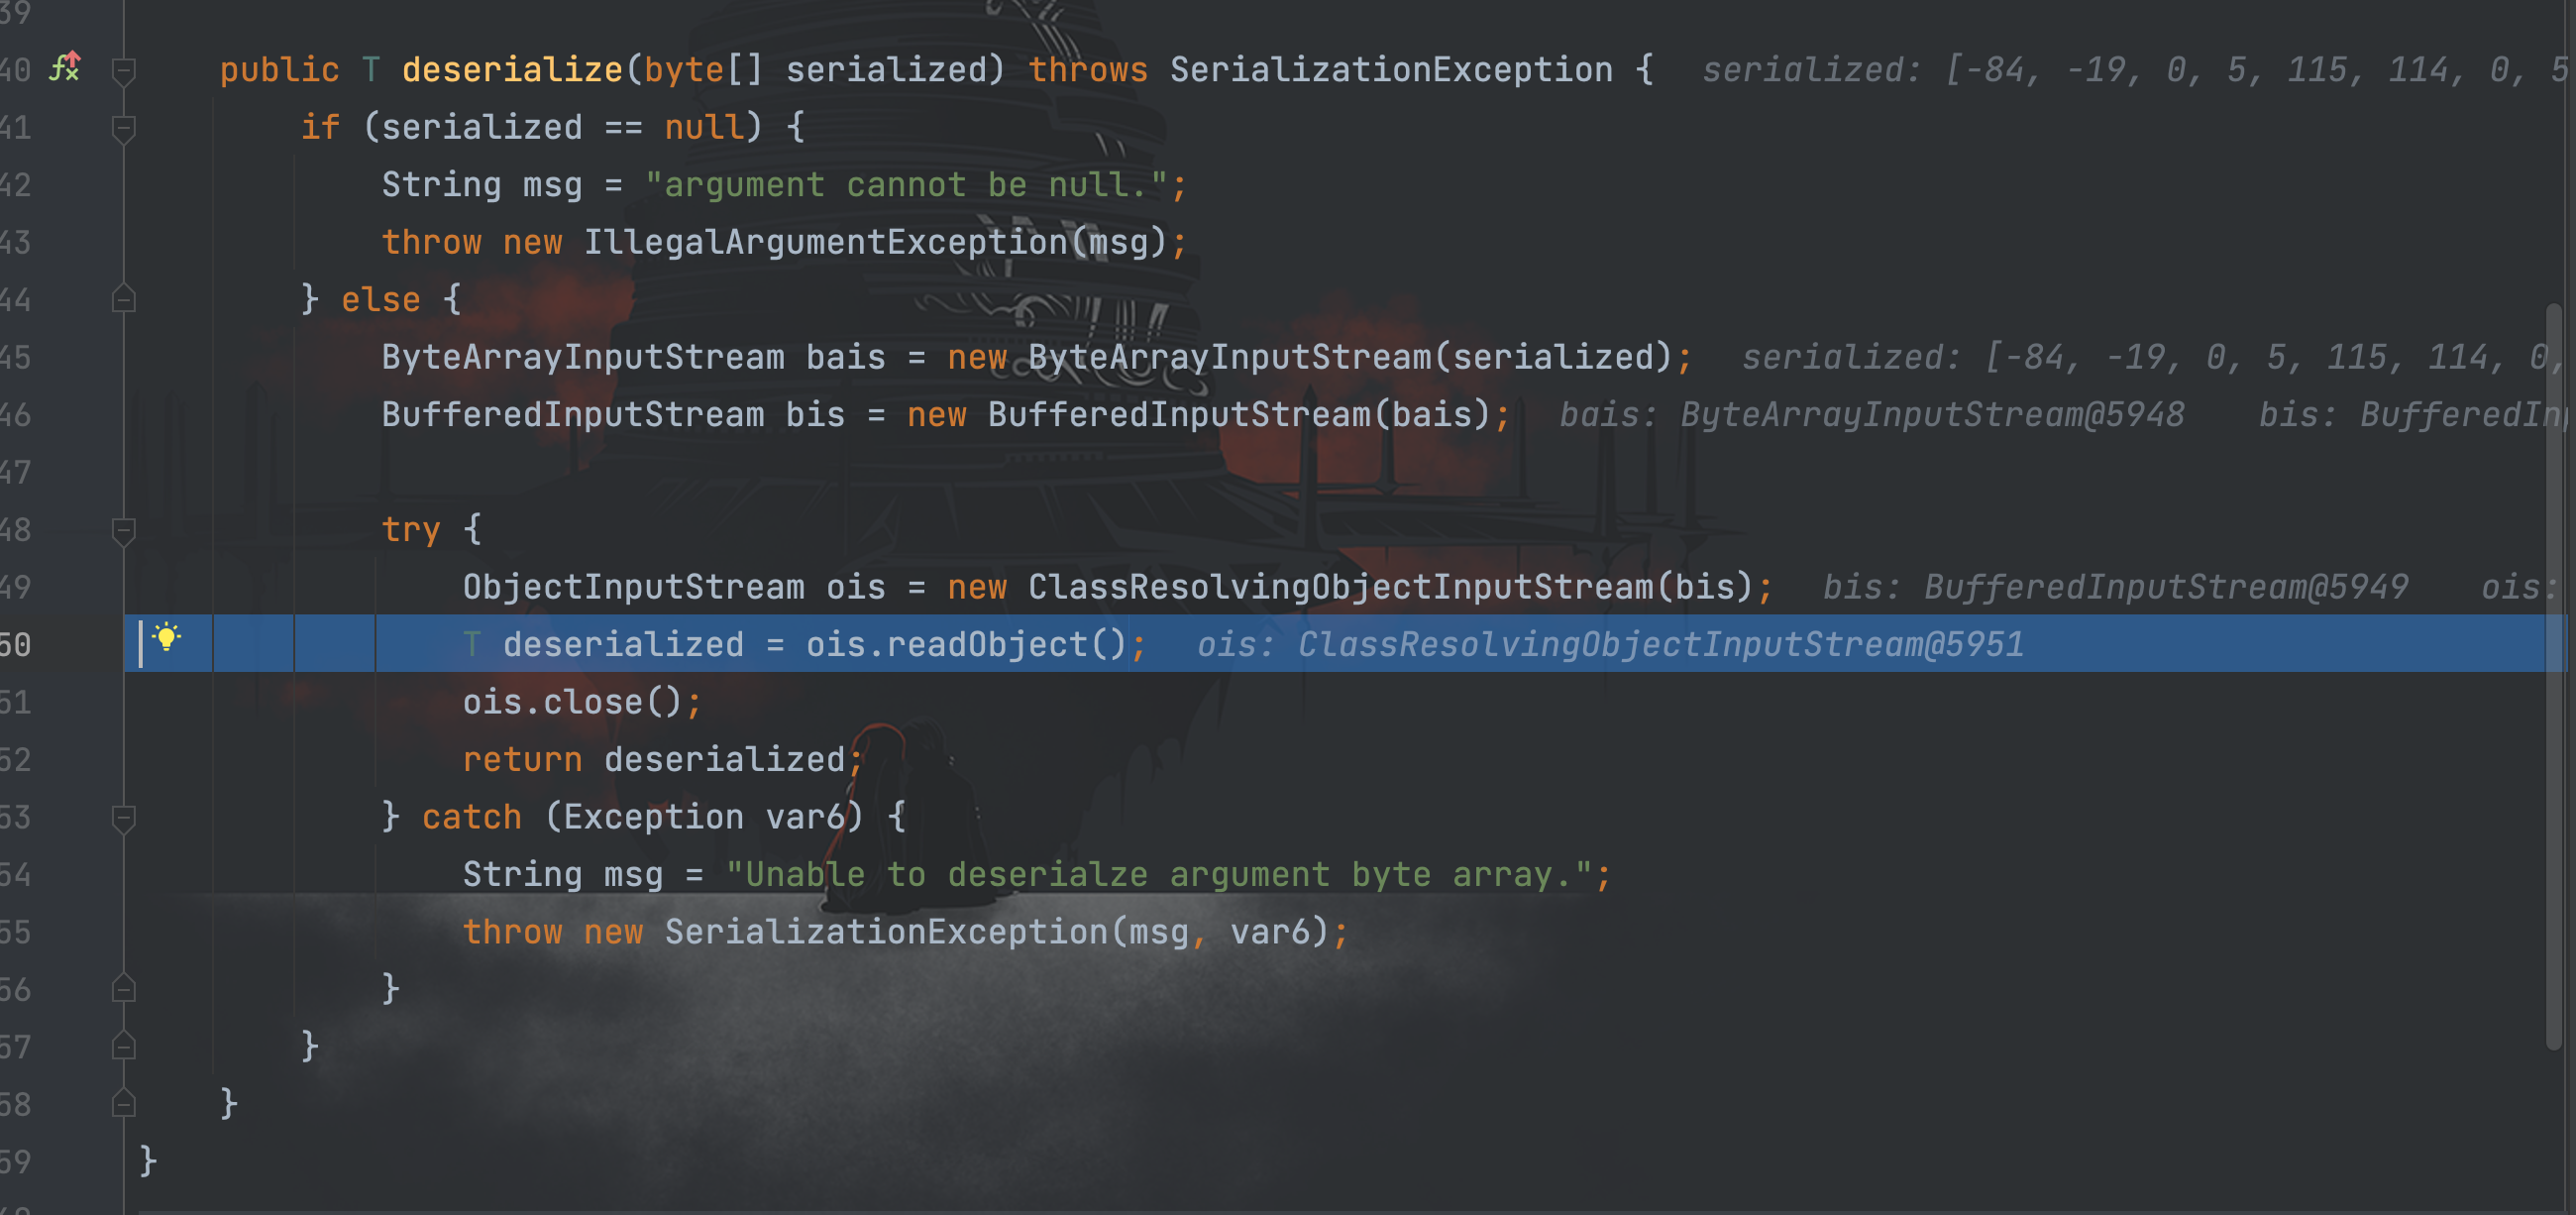 39
40 public T deserialize(byte[] serialized) throws SerializationException { serialized: [-84, -19, 0, 5, 115, 114, 0, 5
41 if (serialized == null) {
42 String msg = "argument cannot be null.";
43 throw new IllegalArgumentException(msg);
44 } else {
45 ByteArrayInputStream bais = new ByteArrayInputStream(serialized); serialized: [-84, -19, 0, 5, 115, 114, 0,
46 BufferedInputStream bis = new BufferedInputStream(bais); bais: ByteArrayInputStream@5948 bis: BufferedInp
47
48 try {
49 ObjectInputStream ois = new ClassResolvingObjectInputStream(bis); bis: BufferedInputStream@5949 ois:
50 T deserialized = ois.readObject(); ois: ClassResolvingObjectInputStream@5951
51 ois.close();
52 return deserialized;
53 } catch (Exception var6) {
54 String msg = "Unable to deserialze argument byte array.";
55 throw new SerializationException(msg, var6);
56 }
57 }
58 }
59 }